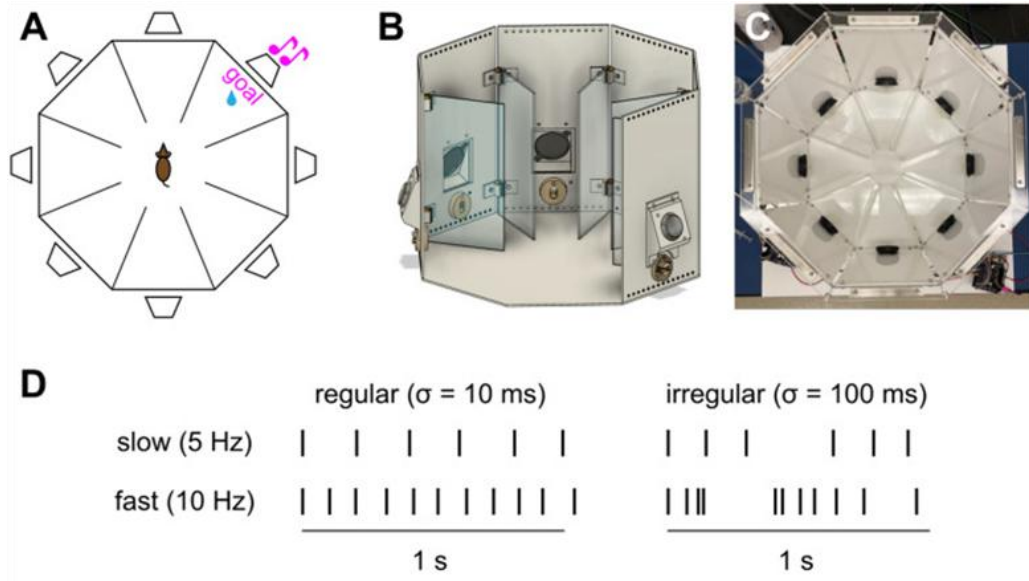 A
goal
B
C
D
regular (σ = 10 ms)
irregular (σ = 100 ms)
slow (5 Hz)
fast (10 Hz)
1 s
1 s